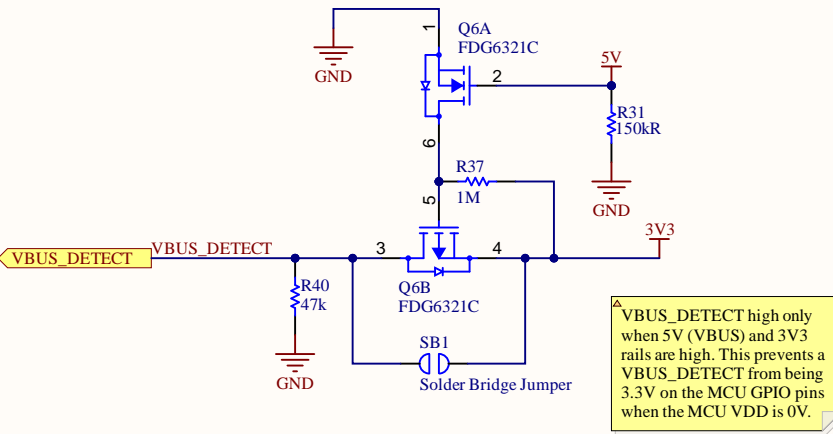 1
Q6A
FDG6321C
GND
2
5V
R31
150kR
6
R37
1M
GND
5
3V3
VBUS_DETECT
VBUS_DETECT
3
4
R40
47k
Q6B
FDG6321C
GND
SB1
Solder Bridge Jumper
VBUS_DETECT high only
when 5V (VBUS) and 3V3
rails are high. This prevents a
VBUS_DETECT from being
3.3V on the MCU GPIO pins
when the MCU VDD is 0V.